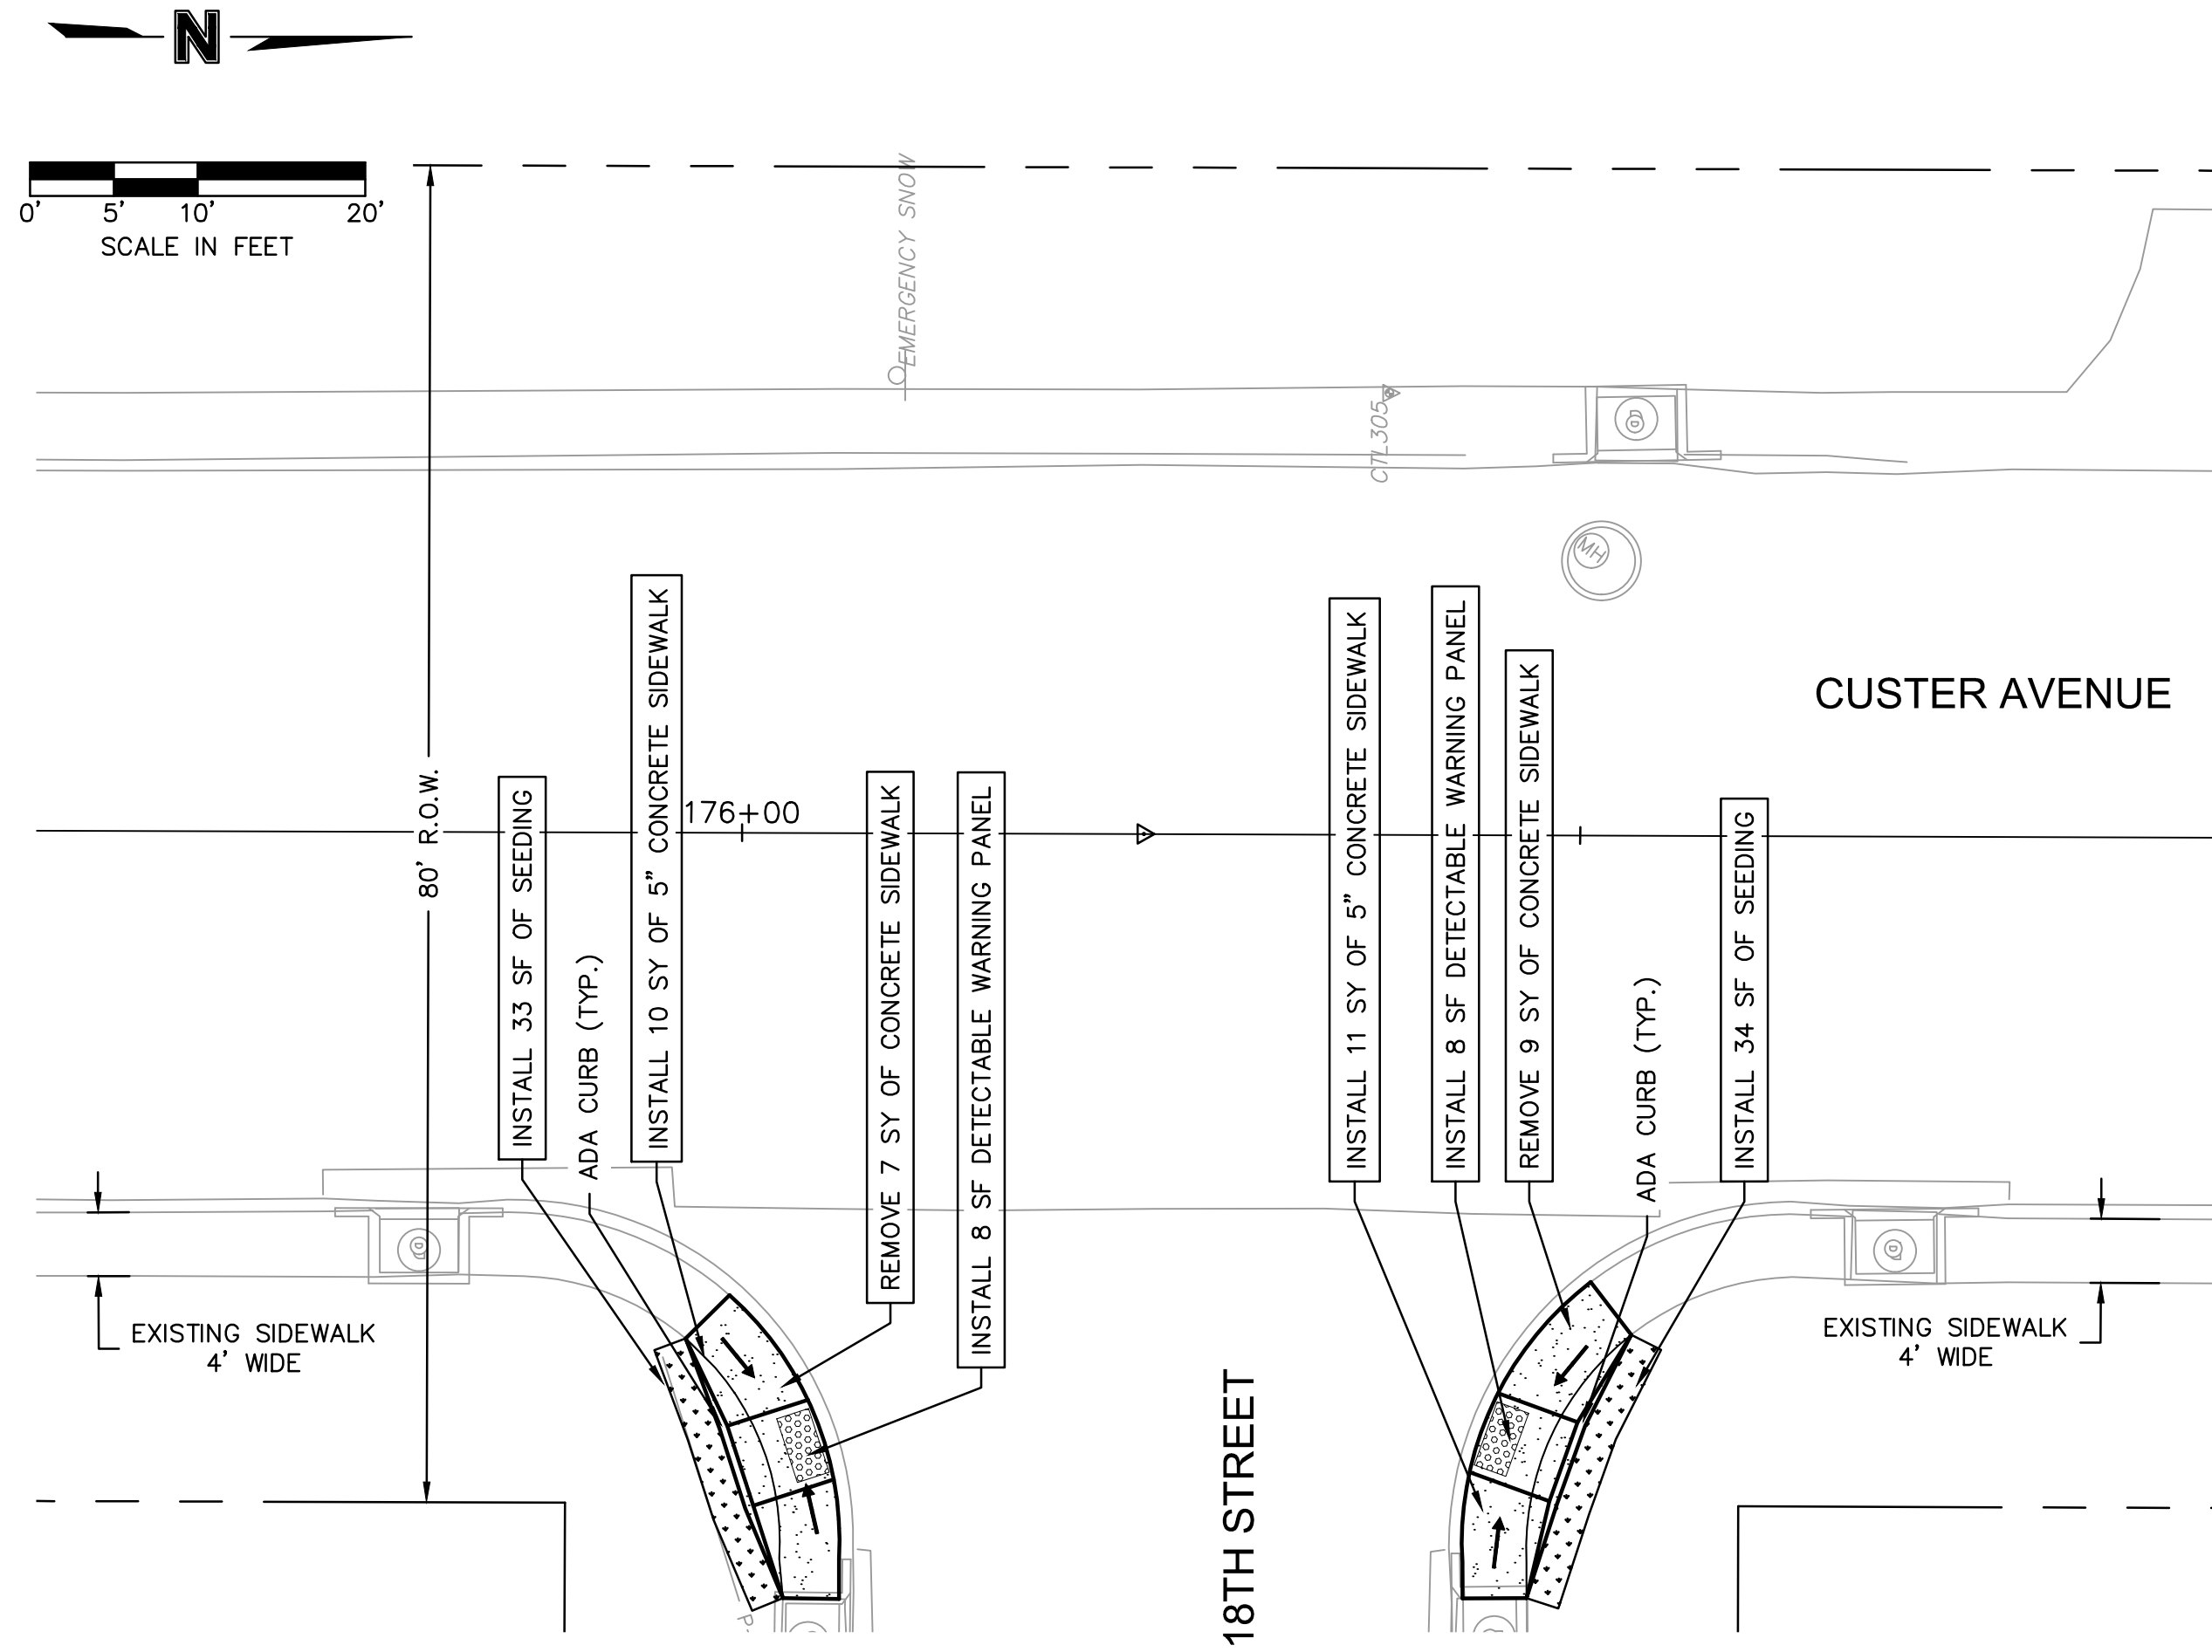 N
0' 5' 10' 20'
SCALE IN FEET
EMERGENCY SNOW
CTL305
D
MH
CUSTER AVENUE
80' R.O.W.
176+00
INSTALL 33 SF OF SEEDING
ADA CURB (TYP.)
INSTALL 10 SY OF 5" CONCRETE SIDEWALK
REMOVE 7 SY OF CONCRETE SIDEWALK
INSTALL 8 SF DETECTABLE WARNING PANEL
INSTALL 11 SY OF 5" CONCRETE SIDEWALK
INSTALL 8 SF DETECTABLE WARNING PANEL
REMOVE 9 SY OF CONCRETE SIDEWALK
ADA CURB (TYP.)
INSTALL 34 SF OF SEEDING
D
D
EXISTING SIDEWALK
4' WIDE
EXISTING SIDEWALK
4' WIDE
18TH STREET
P